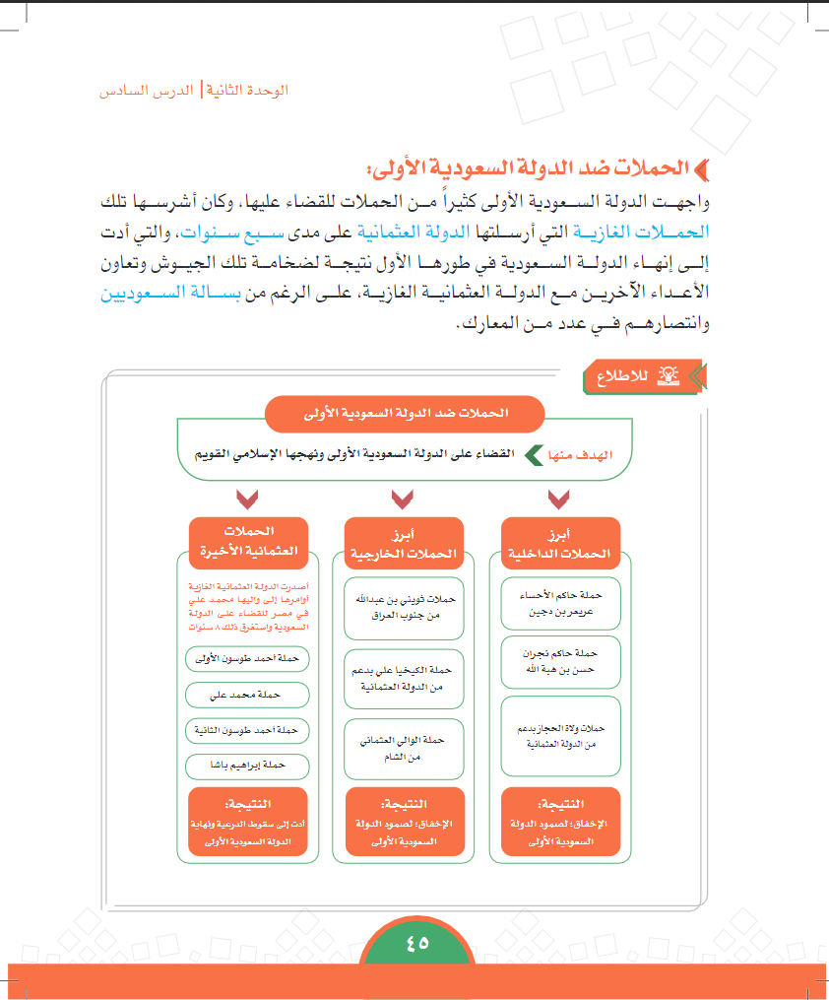 الوحدة الثانية | الدرس السادس
الحملات ضد الدولة السعودية الأولى:
واجهت الدولة السعودية الأولى كثيراً من الحملات للقضاء عليها، وكان أشرسها تلك
الحملات الغازية التي أرسلتها الدولة العثمانية على مدى سبع سنوات، والتي أدت
إلى إنهاء الدولة السعودية في طورها الأول نتيجة لضخامة تلك الجيوش وتعاون
الأعداء الآخرين مع الدولة العثمانية الغازية، على الرغم من بسالة السعوديين
وانتصارهم في عدد من المعارك.
للاطلاع
الحملات ضد الدولة السعودية الأولى
الهدف منها القضاء على الدولة السعودية الأولى ونهجها الإسلامي القويم
أبرز
الحملات الداخلية
حملة حاكم الأحساء
عريعر بن دجين
حملة حاكم نجران
حسن بن هبة الله
حملات ولاة الحجاز بدعم
من الدولة العثمانية
النتيجة:
الإخفاق؛ لصمود الدولة
السعودية الأولى
أبرز
الحملات الخارجية
حملات ثويني بن عبدالله
من جنوب العراق
حملة الكيخيا علي بدعم
من الدولة العثمانية
حملة الوالي العثماني
من الشام
النتيجة:
الإخفاق؛ لصمود الدولة
السعودية الأولى
الحملات
العثمانية الأخيرة
أصدرت الدولة العثمانية الغازية
أوامرها إلى واليها محمد علي
في مصر للقضاء على الدولة
السعودية واستغرق ذلك ٨ سنوات
حملة أحمد طوسون الأولى
حملة محمد علي
حملة أحمد طوسون الثانية
حملة إبراهيم باشا
النتيجة:
أدت إلى سقوط الدرعية ونهاية
الدولة السعودية الأولى
٤٥